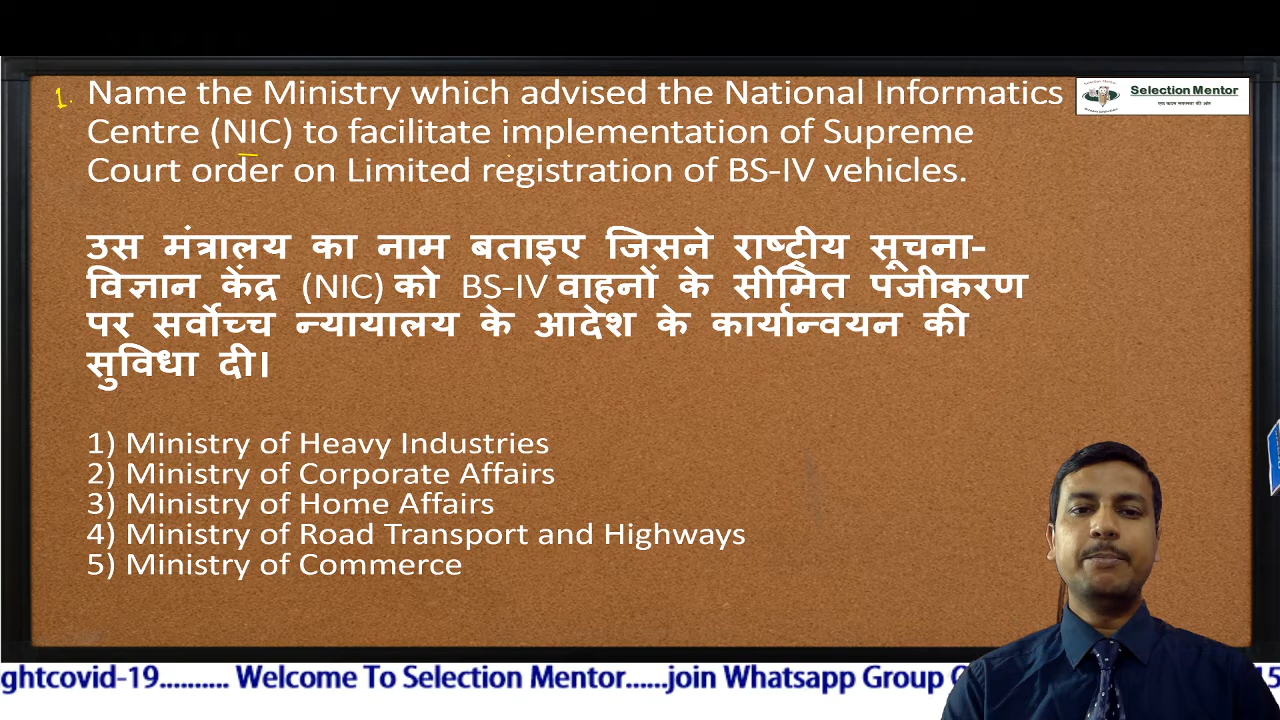 1.
Name the Ministry which advised the National Informatics
Centre (NIC) to facilitate implementation of Supreme
Court order on Limited registration of BS-IV vehicles.
Selection Mentor
उस मंत्रालय का नाम बताइए जिसने राष्ट्रीय सूचना-
विज्ञान केंद्र (NIC) को BS-IV वाहनों के सीमित पंजीकरण
पर सर्वोच्च न्यायालय के आदेश के कार्यान्वयन की
सुविधा दी।
1) Ministry of Heavy Industries
2) Ministry of Corporate Affairs
3) Ministry of Home Affairs
4) Ministry of Road Transport and Highways
5) Ministry of Commerce
ghtcovid-19.......... Welcome To Selection Mentor......join Whatsapp Group